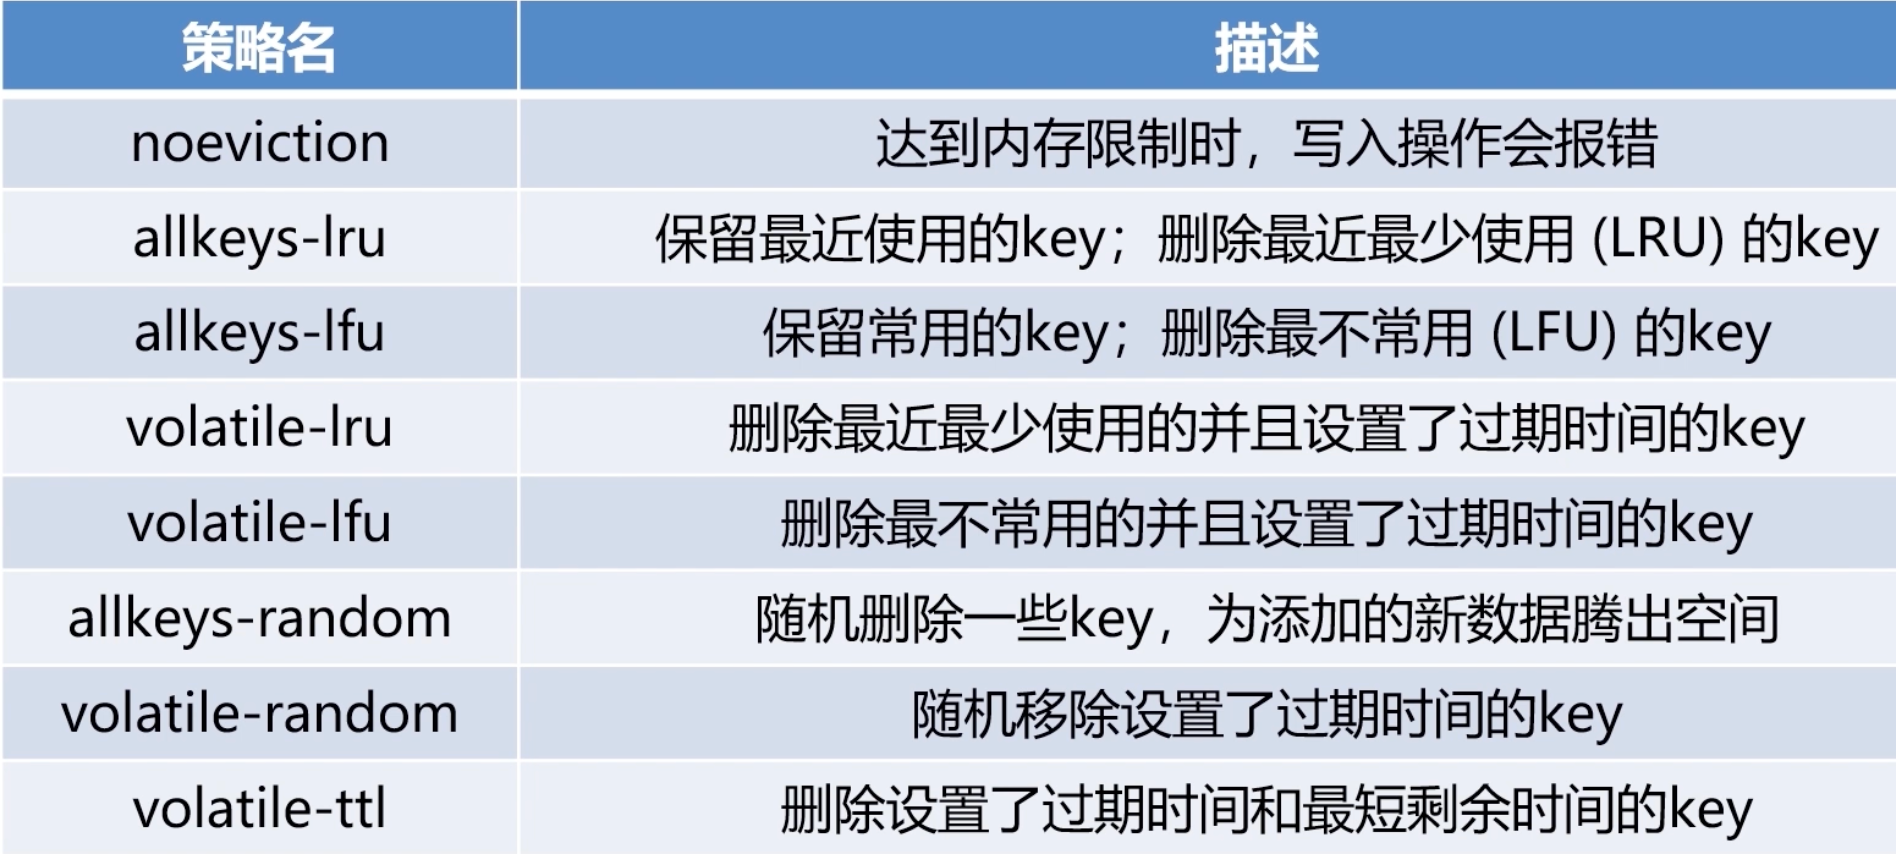 策略名 描述
noeviction 达到内存限制时，写入操作会报错
allkeys-lru 保留最近使用的key；删除最近最少使用 (LRU) 的key
allkeys-lfu 保留常用的key；删除最不常用 (LFU) 的key
volatile-lru 删除最近最少使用的并且设置了过期时间的key
volatile-lfu 删除最不常用的并且设置了过期时间的key
allkeys-random 随机删除一些key，为添加的新数据腾出空间
volatile-random 随机移除设置了过期时间的key
volatile-ttl 删除设置了过期时间和最短剩余时间的key